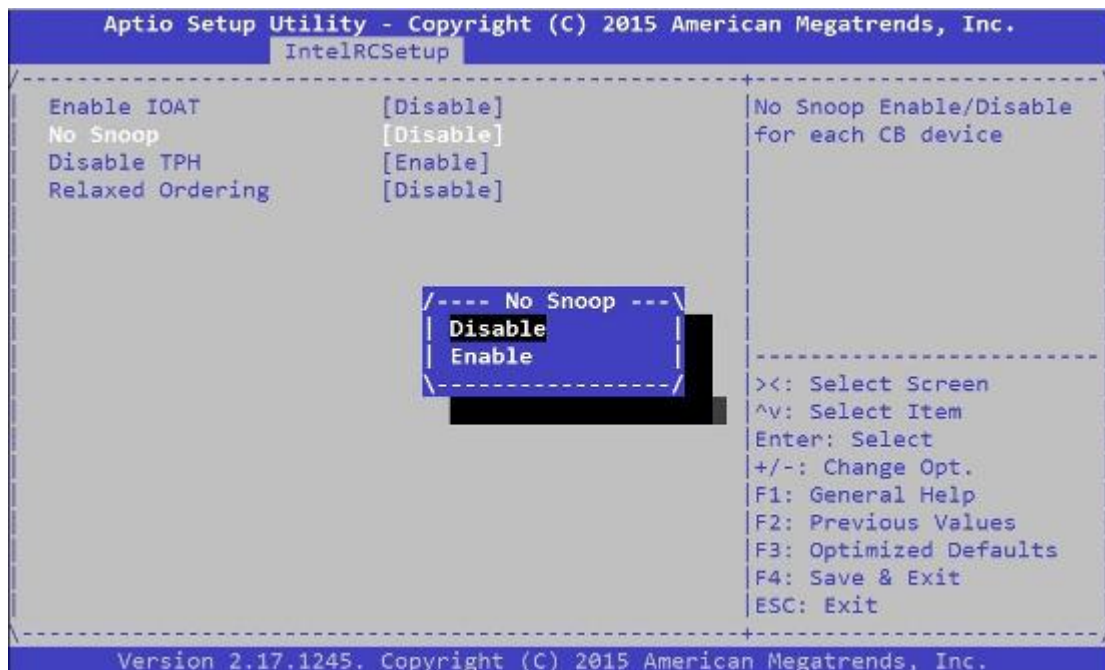 Aptio Setup Utility - Copyright (C) 2015 American Megatrends, Inc.
IntelRCSetup
Enable IOAT [Disable]
No Snoop [Disable]
Disable TPH [Enable]
Relaxed Ordering [Disable]
No Snoop Enable/Disable
for each CB device
/---- No Snoop ---\
Disable
Enable
><: Select Screen
^v: Select Item
Enter: Select
+/-: Change Opt.
F1: General Help
F2: Previous Values
F3: Optimized Defaults
F4: Save & Exit
ESC: Exit
Version 2.17.1245. Copyright (C) 2015 American Megatrends, Inc.